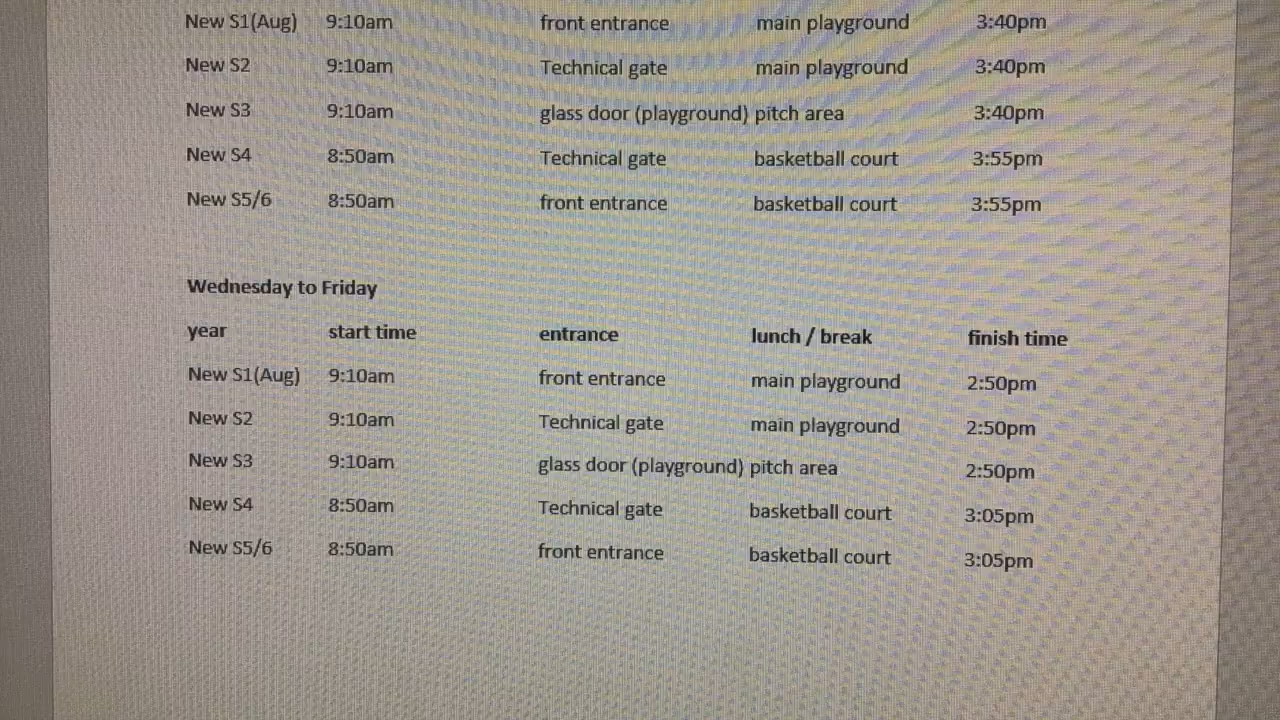 New S1(Aug) 9:10am front entrance main playground 3:40pm
New S2 9:10am Technical gate main playground 3:40pm
New S3 9:10am glass door (playground) pitch area 3:40pm
New S4 8:50am Technical gate basketball court 3:55pm
New S5/6 8:50am front entrance basketball court 3:55pm
Wednesday to Friday
year start time entrance lunch / break finish time
New S1(Aug) 9:10am front entrance main playground 2:50pm
New S2 9:10am Technical gate main playground 2:50pm
New S3 9:10am glass door (playground) pitch area 2:50pm
New S4 8:50am Technical gate basketball court 3:05pm
New S5/6 8:50am front entrance basketball court 3:05pm